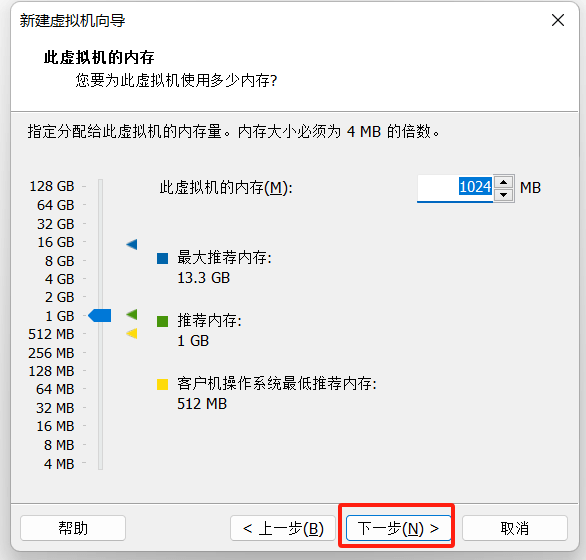 新建虚拟机向导
此虚拟机的内存
您要为此虚拟机使用多少内存?
指定分配给此虚拟机的内存量。内存大小必须为 4 MB 的倍数。
128 GB
64 GB
32 GB
16 GB
8 GB
4 GB
2 GB
1 GB
512 MB
256 MB
128 MB
64 MB
32 MB
16 MB
8 MB
4 MB
此虚拟机的内存(M): 1024 MB
最大推荐内存:
13.3 GB
推荐内存:
1 GB
客户机操作系统最低推荐内存:
512 MB
帮助 < 上一步(B) 下一步(N) > 取消